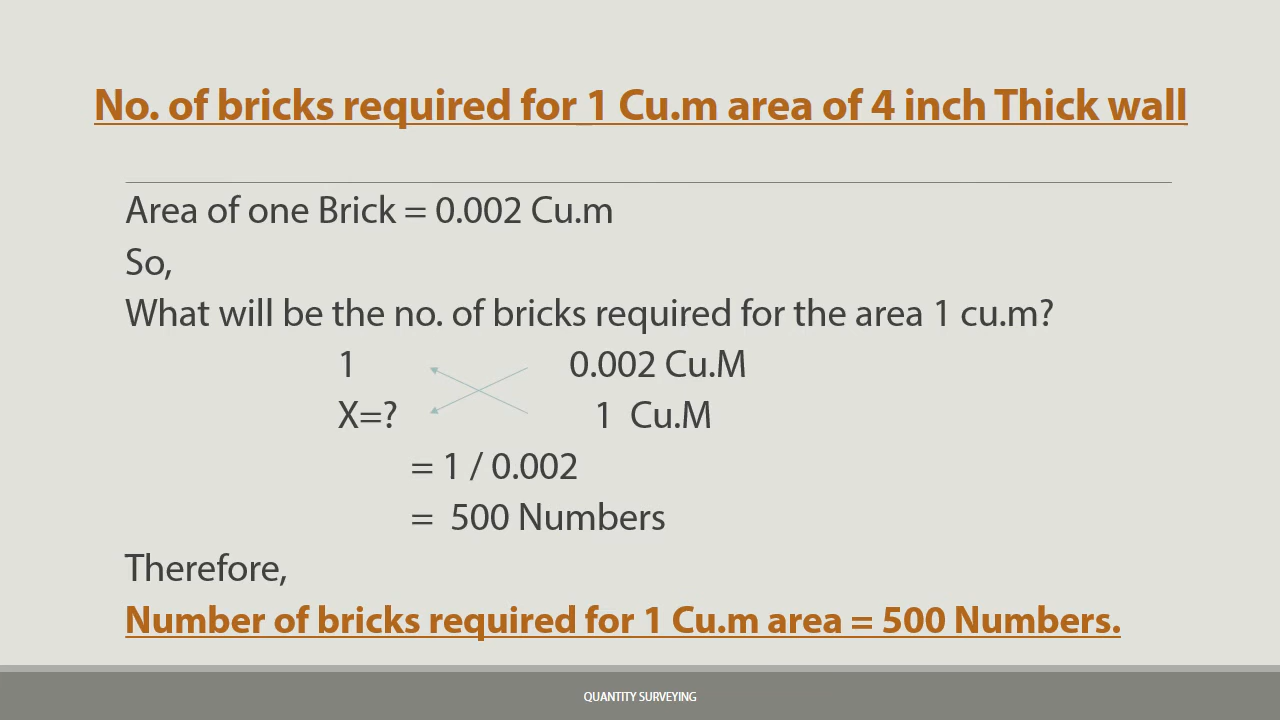 No. of bricks required for 1 Cu.m area of 4 inch Thick wall
Area of one Brick = 0.002 Cu.m
So,
What will be the no. of bricks required for the area 1 cu.m?
1 0.002 Cu.M
X=? 1 Cu.M
= 1 / 0.002
= 500 Numbers
Therefore,
Number of bricks required for 1 Cu.m area = 500 Numbers.
QUANTITY SURVEYING